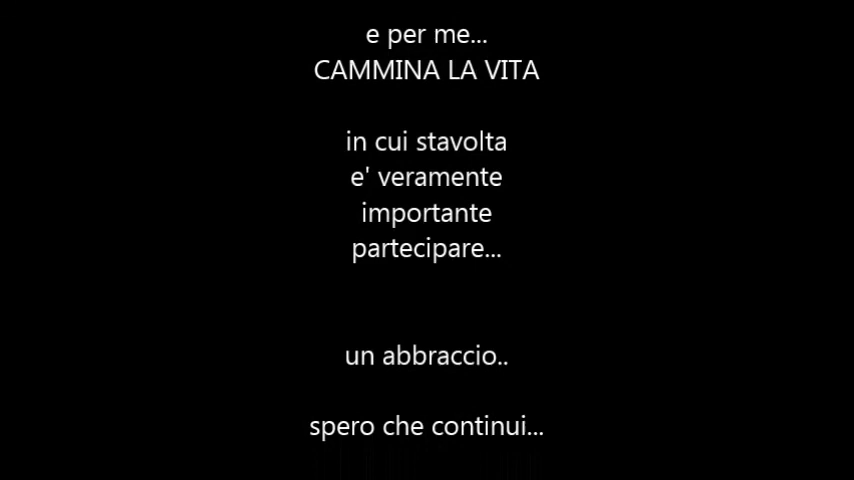 e per me...
CAMMINA LA VITA
in cui stavolta
e' veramente
importante
partecipare...
un abbraccio..
spero che continui...